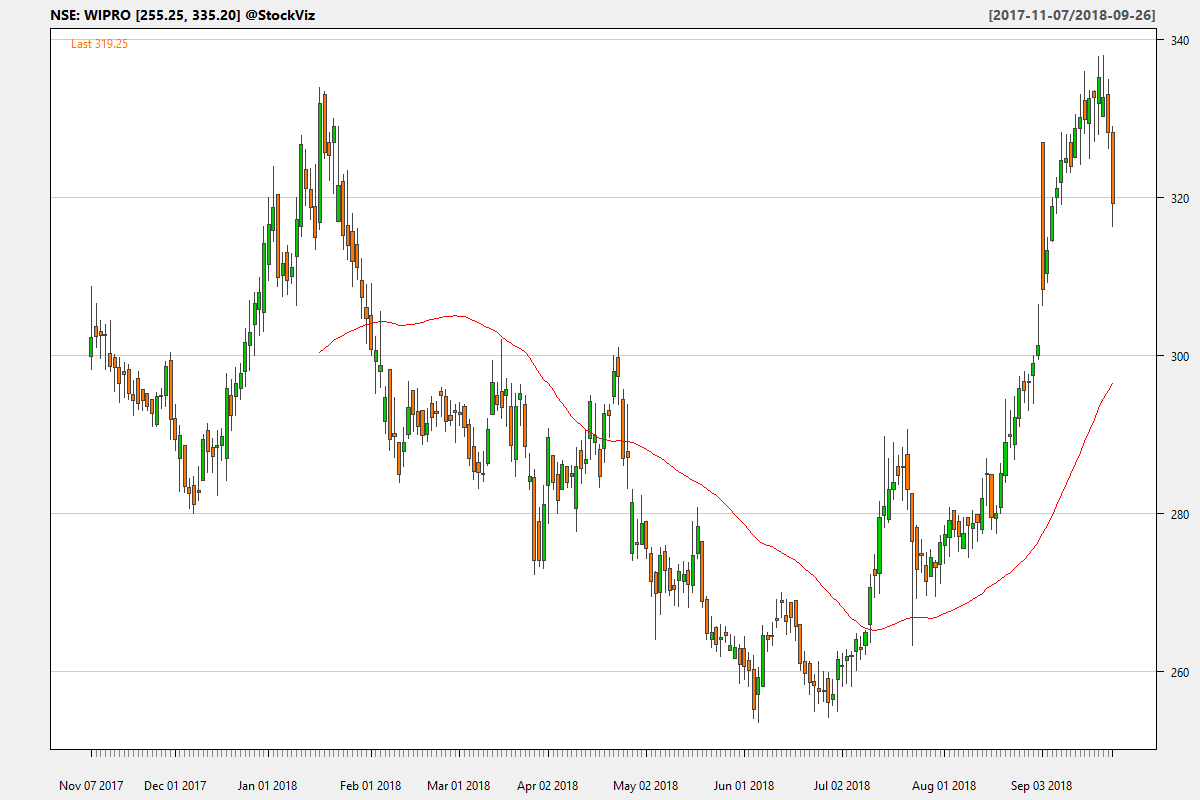 NSE: WIPRO [255.25, 335.20] @StockViz [2017-11-07/2018-09-26]
Last 319.25
340
320
300
280
260
Nov 07 2017 Dec 01 2017 Jan 01 2018 Feb 01 2018 Mar 01 2018 Apr 02 2018 May 02 2018 Jun 01 2018 Jul 02 2018 Aug 01 2018 Sep 03 2018